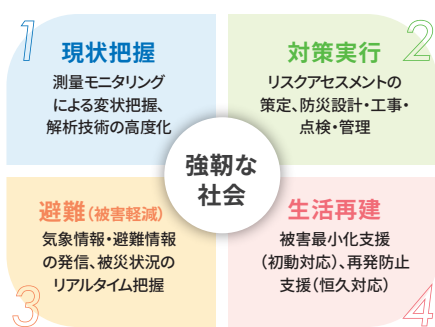 1
現状把握
測量モニタリング
による変状把握、
解析技術の高度化
2
対策実行
リスクアセスメントの
策定、防災設計・工事・
点検・管理
強靭な
社会
3
避難（被害軽減）
気象情報・避難情報
の発信、被災状況の
リアルタイム把握
4
生活再建
被害最小化支援
（初動対応）、再発防止
支援（恒久対応）